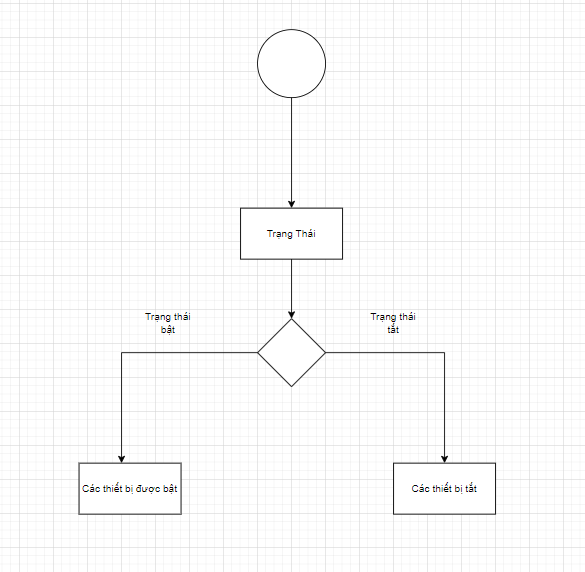 Trạng Thái
Trạng thái
bật
Trạng thái
tắt
Các thiết bị được bật
Các thiết bị tắt